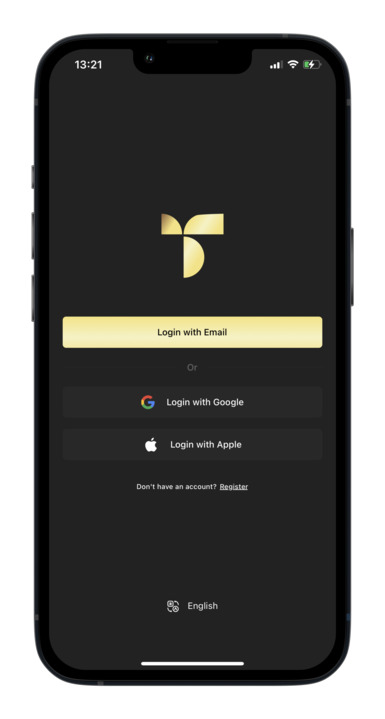 13:21
Login with Email
Or
Login with Google
Login with Apple
Don't have an account? Register
English